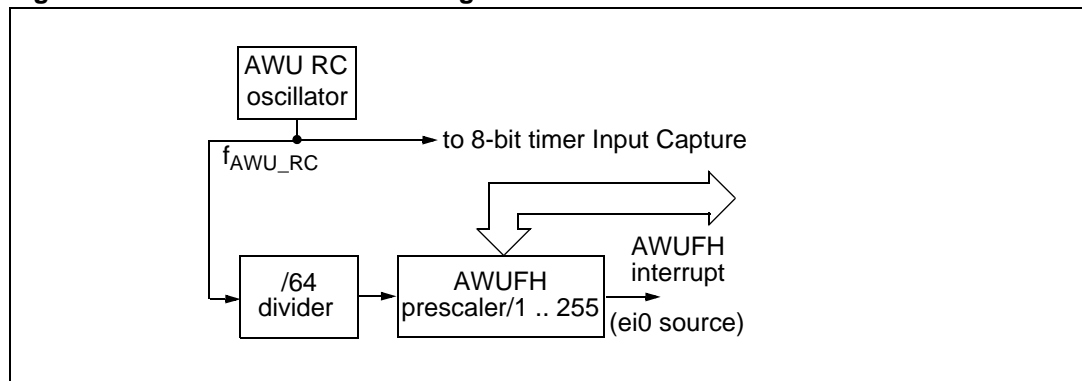 AWU RC
oscillator
to 8-bit timer Input Capture
fAWU_RC
AWUFH
interrupt
/64
divider
AWUFH
prescaler/1 .. 255
(ei0 source)